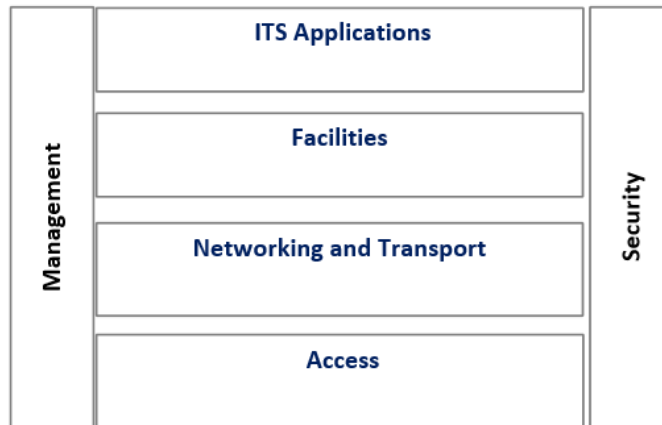 ITS Applications
Facilities
Management
Networking and Transport
Security
Access